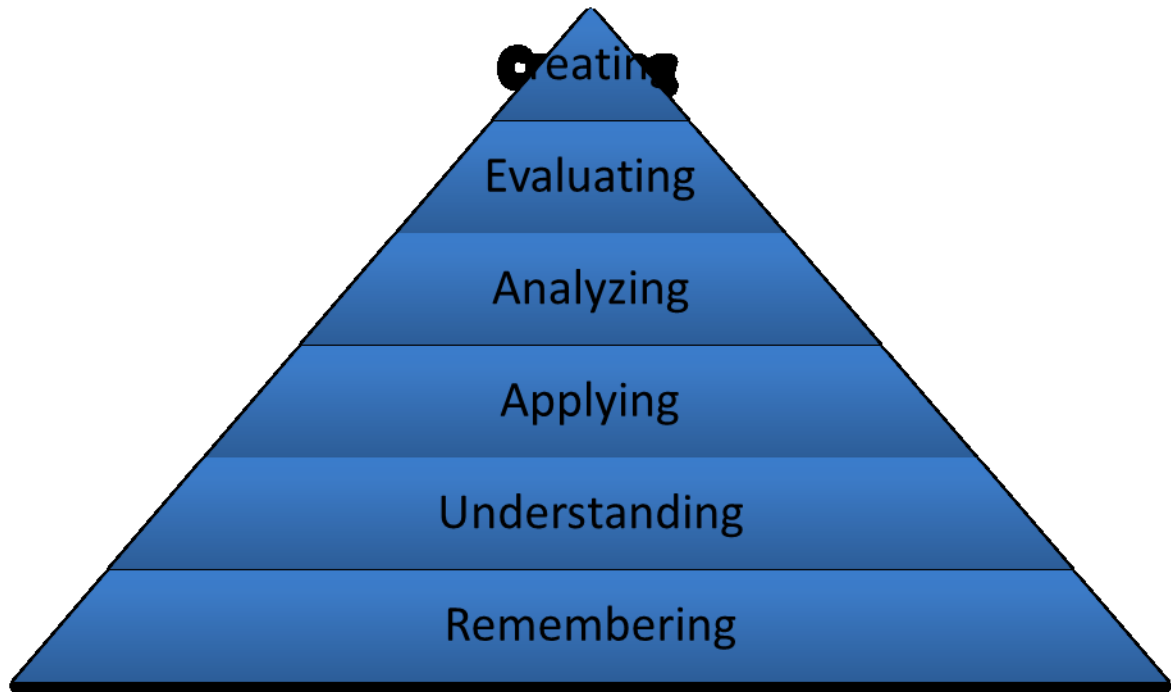 Creating
Evaluating
Analyzing
Applying
Understanding
Remembering